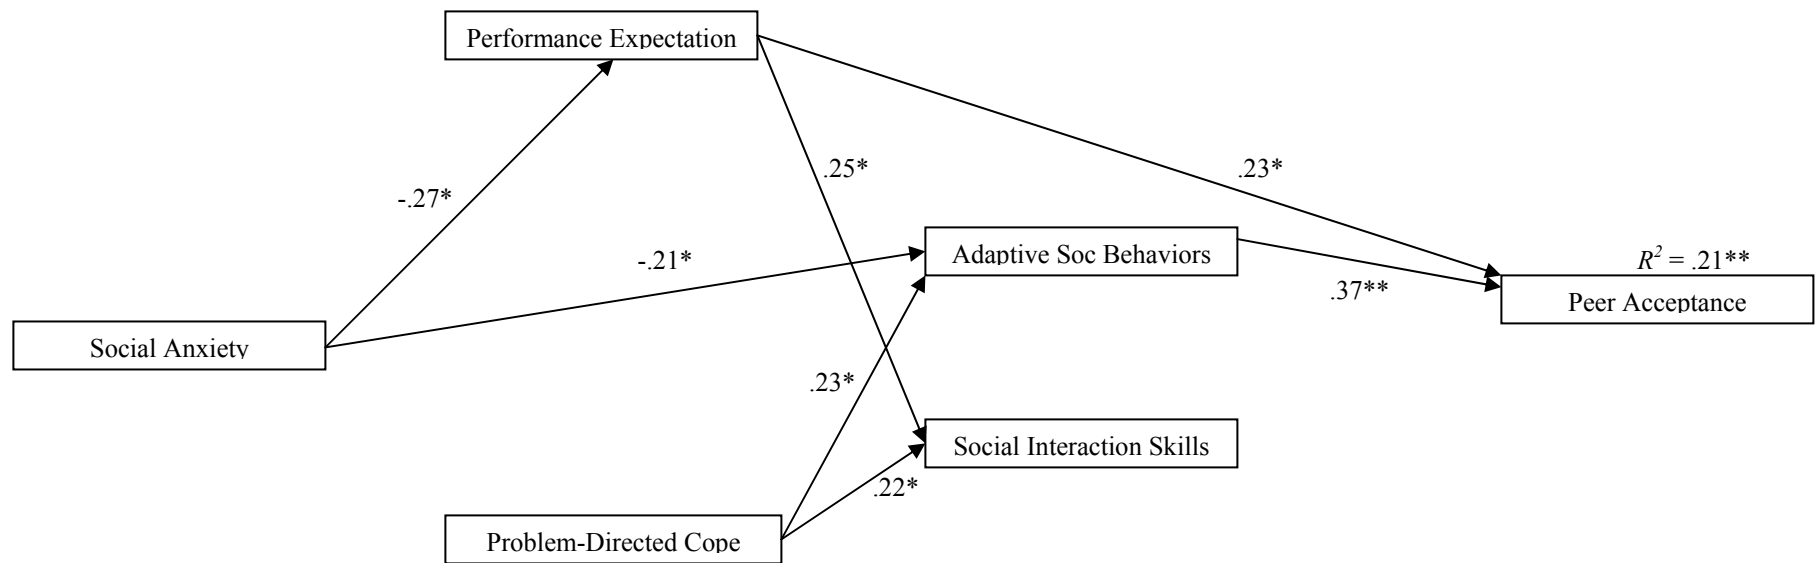 Performance Expectation
.25*
.23*
-.27*
Adaptive Soc Behaviors
-.21*
R² = .21**
.37**
Peer Acceptance
Social Anxiety
.23*
Social Interaction Skills
.22*
Problem-Directed Cope